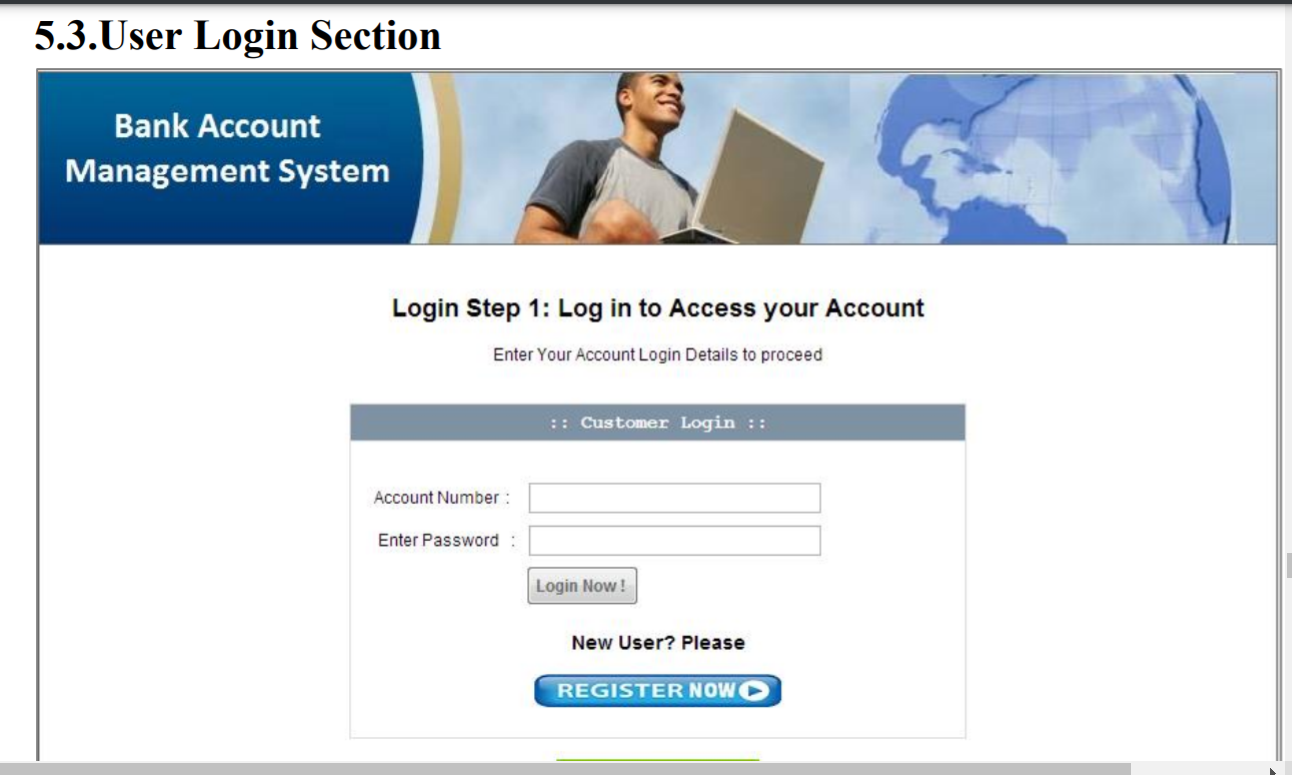 5.3.User Login Section
Bank Account
Management System
Login Step 1: Log in to Access your Account
Enter Your Account Login Details to proceed
:: Customer Login ::
Account Number :
Enter Password :
Login Now !
New User? Please
REGISTER NOW